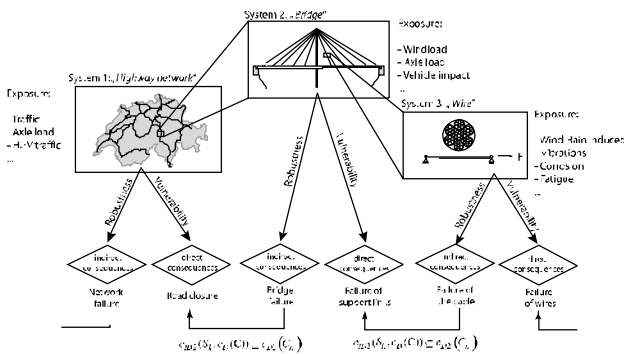 System 2: „Bridge"
Exposure:
- Windload
- Axleload
- Vehicle impact
...
System 1: „Highway network"
Exposure:
Traffic
Axle load
- HGV traffic
...
System 3 „Wire"
Exposure:
Wind Rain induced
vibrations
- Corrosion
- Fatigue
...
F
Robustness
Vulnerability
Robustness
Vulnerability
Robustness
Vulnerability
indirect
consequences
direct
consequences
indirect
consequences
direct
consequences
indirect
consequences
direct
consequences
Network
failure
Road closure
Bridge
failure
Failure of
support links
Failure of
the cable
Failure
of wires